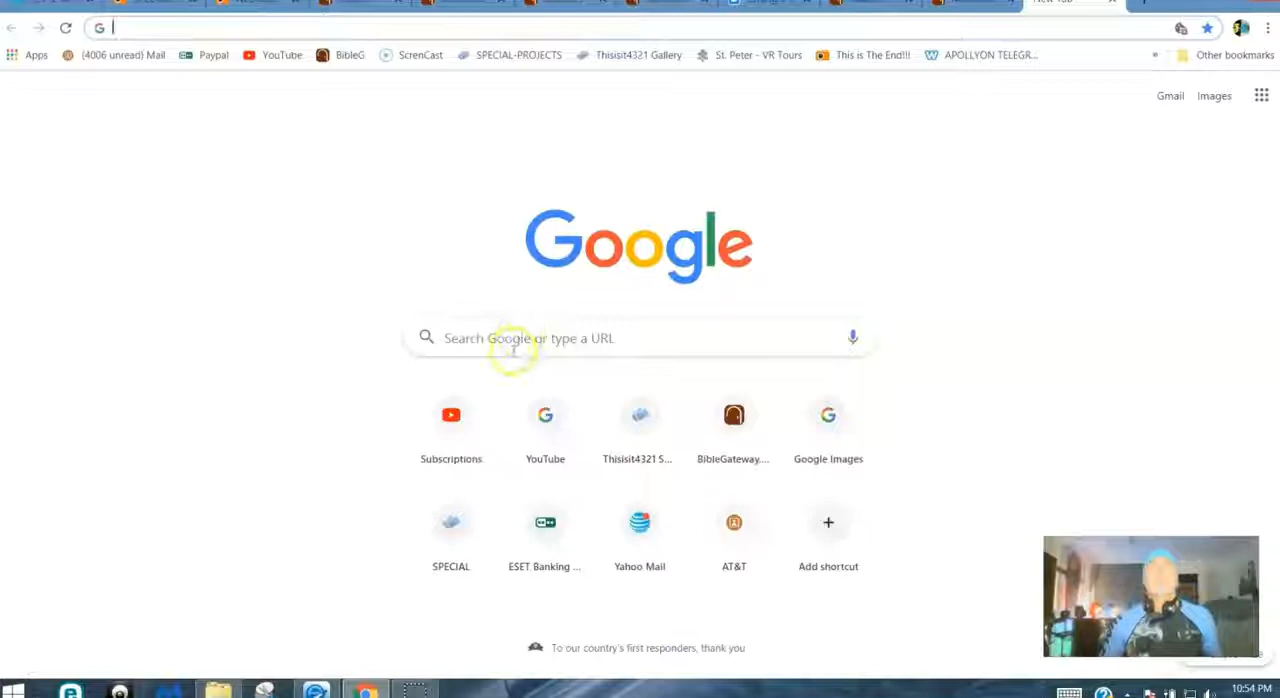 New Tab
Apps (4006 unread) Mail Paypal YouTube BibleG ScrenCast SPECIAL-PROJECTS Thisisit4321 Gallery St. Peter - VR Tours This is The End!!! APOLLYON TELEGR... » Other bookmarks
Gmail Images
Google
Search Google or type a URL
Subscriptions YouTube Thisisit4321 S... BibleGateway.... Google Images
SPECIAL ESET Banking ... Yahoo Mail AT&T Add shortcut
To our country's first responders, thank you
10:54 PM